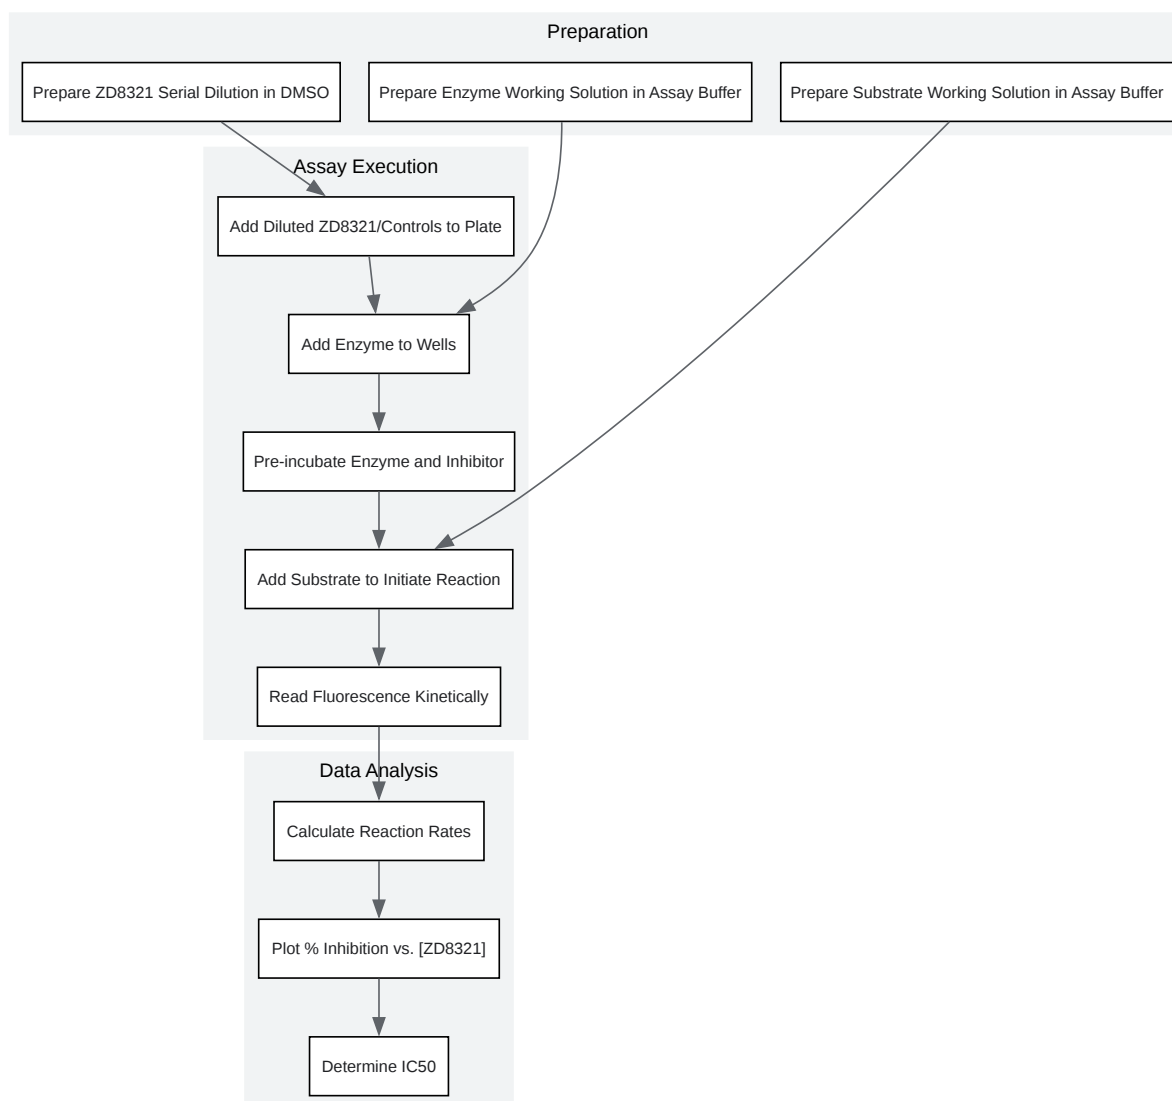 Preparation
Prepare ZD8321 Serial Dilution in DMSO
Prepare Enzyme Working Solution in Assay Buffer
Prepare Substrate Working Solution in Assay Buffer
Assay Execution
Add Diluted ZD8321/Controls to Plate
Add Enzyme to Wells
Pre-incubate Enzyme and Inhibitor
Add Substrate to Initiate Reaction
Read Fluorescence Kinetically
Data Analysis
Calculate Reaction Rates
Plot % Inhibition vs. [ZD8321]
Determine IC50